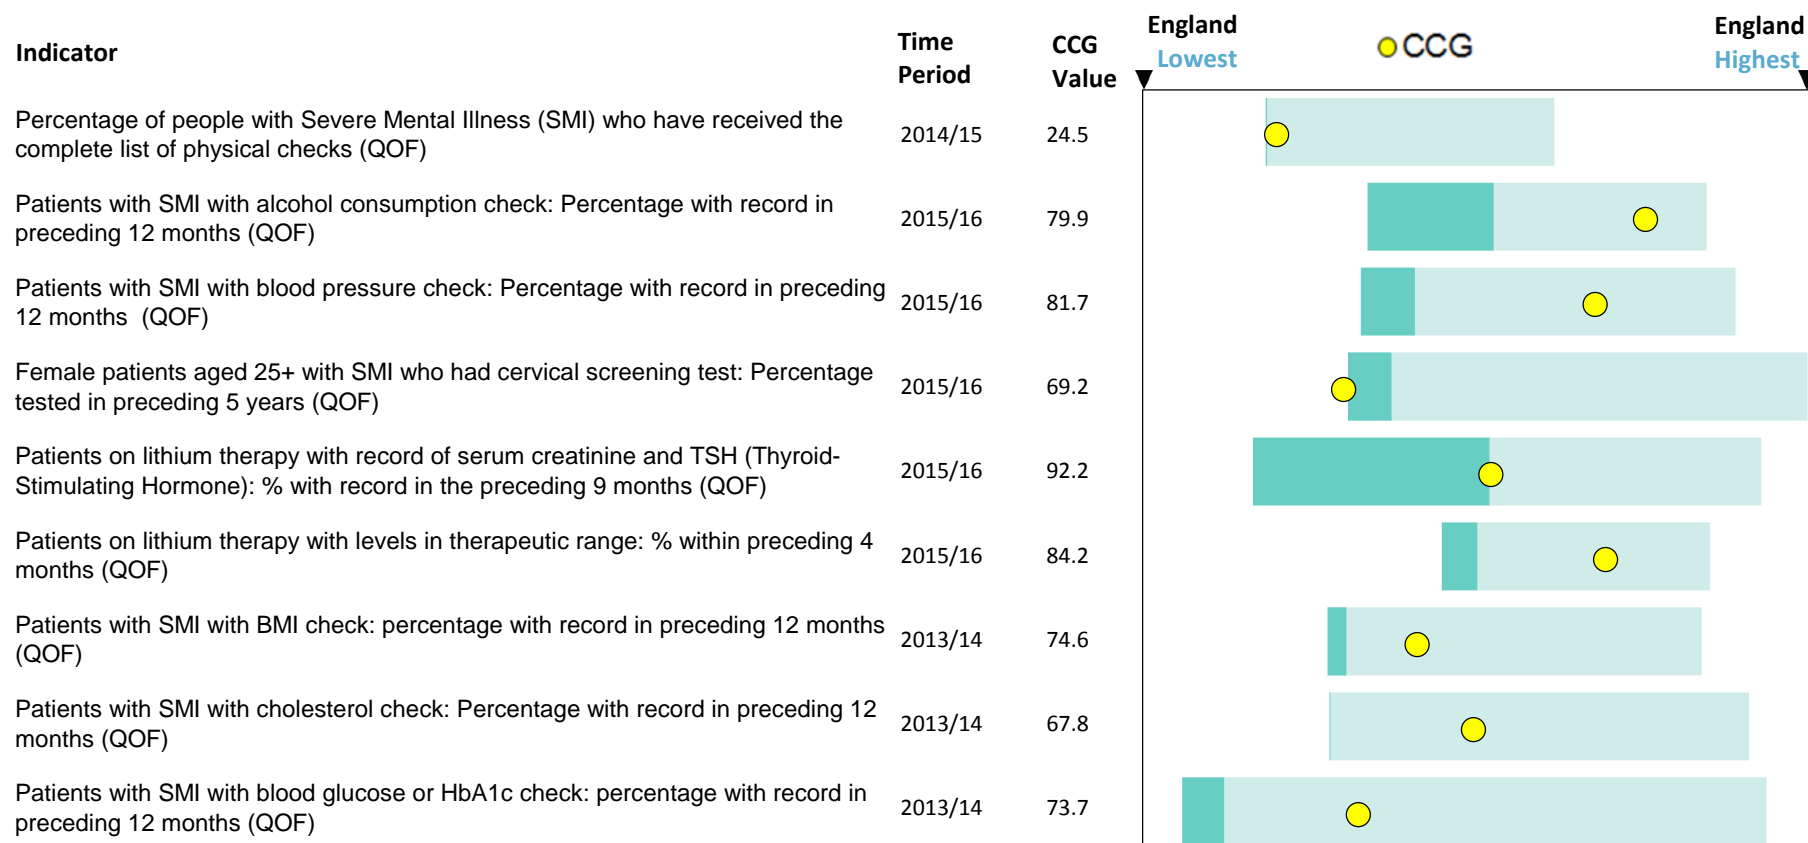 Indicator
Time Period
CCG Value
England Lowest
CCG
England Highest
Percentage of people with Severe Mental Illness (SMI) who have received the
complete list of physical checks (QOF)
2014/15
24.5
Patients with SMI with alcohol consumption check: Percentage with record in
preceding 12 months (QOF)
2015/16
79.9
Patients with SMI with blood pressure check: Percentage with record in preceding
12 months  (QOF)
2015/16
81.7
Female patients aged 25+ with SMI who had cervical screening test: Percentage
tested in preceding 5 years (QOF)
2015/16
69.2
Patients on lithium therapy with record of serum creatinine and TSH (Thyroid-
Stimulating Hormone): % with record in the preceding 9 months (QOF)
2015/16
92.2
Patients on lithium therapy with levels in therapeutic range: % within preceding 4
months (QOF)
2015/16
84.2
Patients with SMI with BMI check: percentage with record in preceding 12 months
(QOF)
2013/14
74.6
Patients with SMI with cholesterol check: Percentage with record in preceding 12
months (QOF)
2013/14
67.8
Patients with SMI with blood glucose or HbA1c check: percentage with record in
preceding 12 months (QOF)
2013/14
73.7